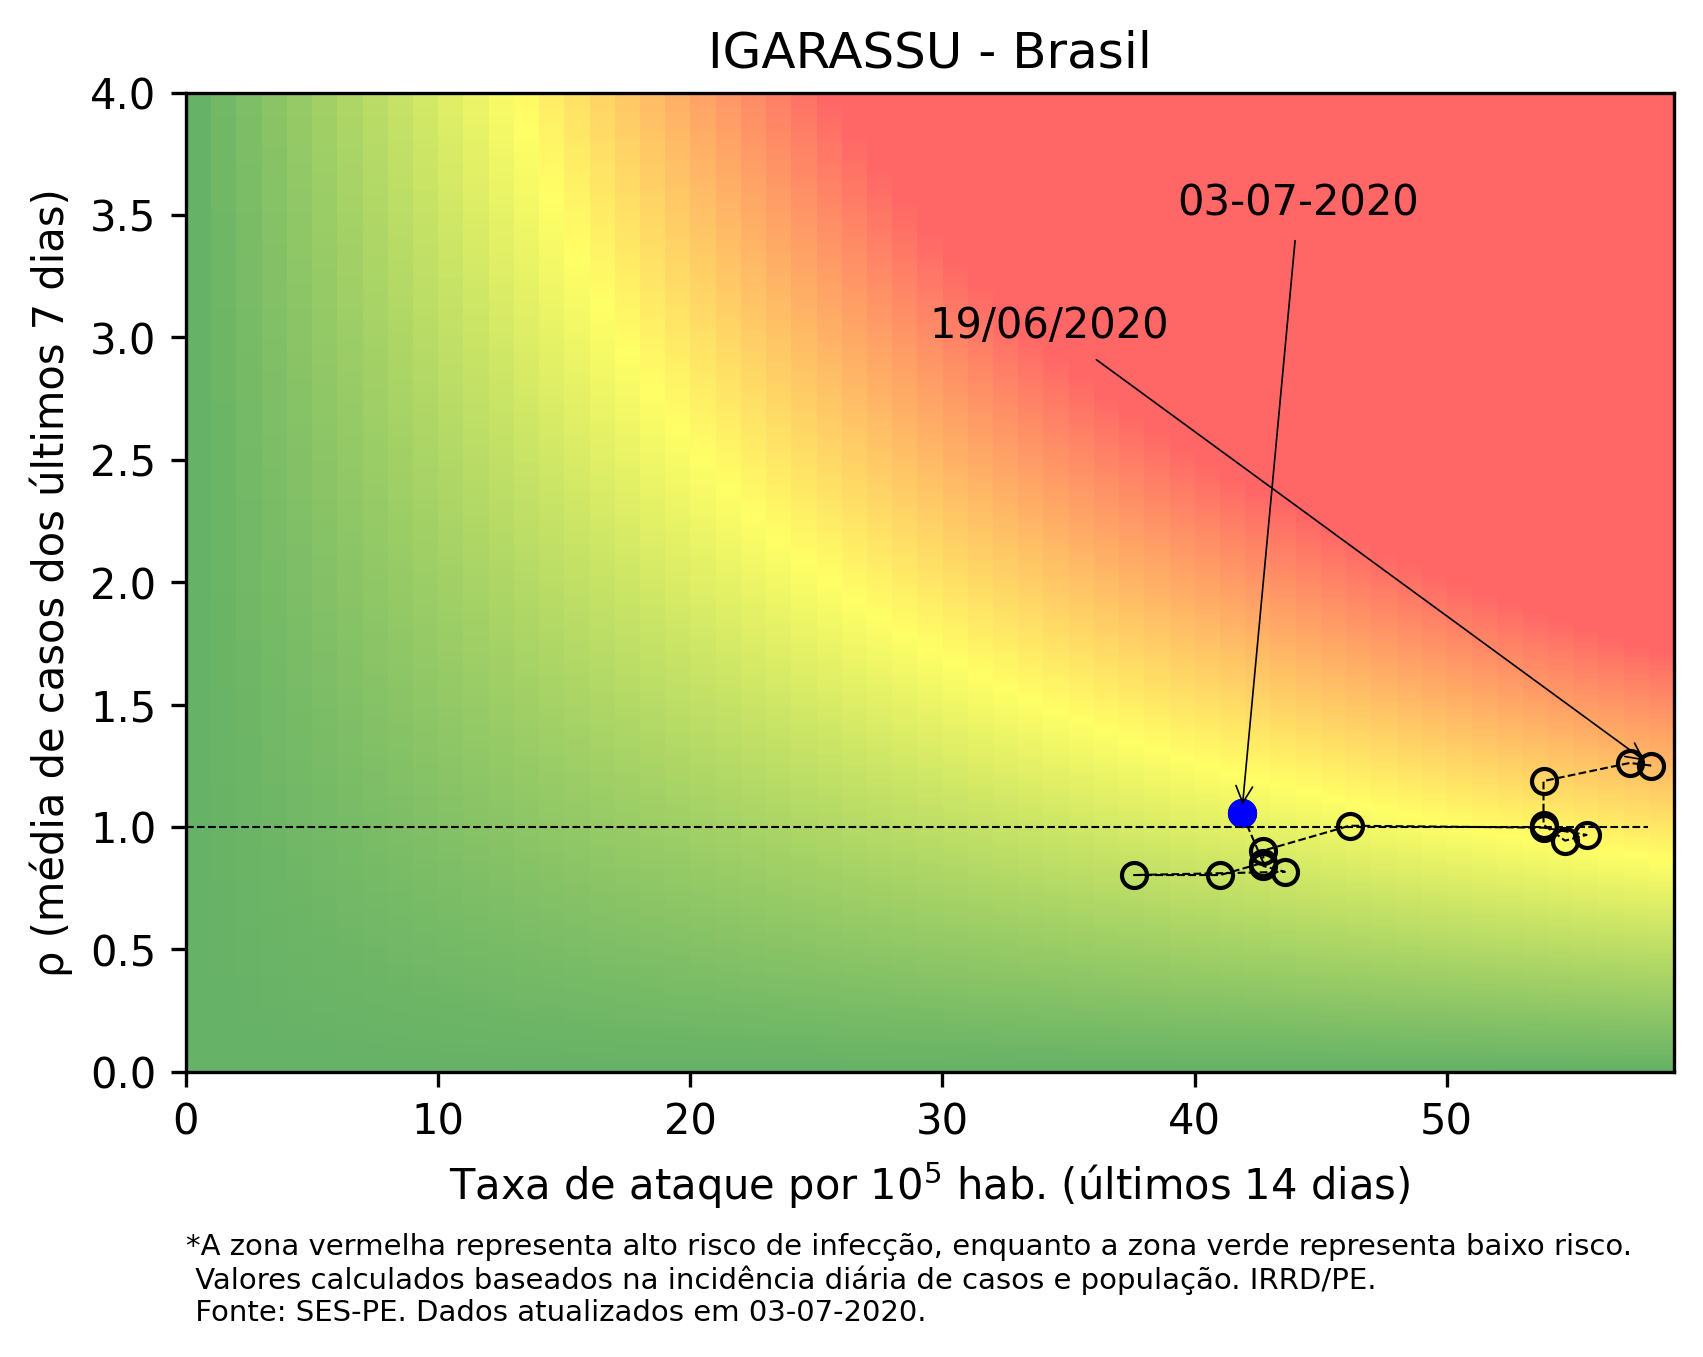 IGARASSU - Brasil
4.0
3.5
3.0
2.5
2.0
1.5
1.0
0.5
0.0
ρ (média de casos dos últimos 7 dias)
03-07-2020
19/06/2020
0 10 20 30 40 50
Taxa de ataque por 10⁵ hab. (últimos 14 dias)
*A zona vermelha representa alto risco de infecção, enquanto a zona verde representa baixo risco.
Valores calculados baseados na incidência diária de casos e população. IRRD/PE.
Fonte: SES-PE. Dados atualizados em 03-07-2020.